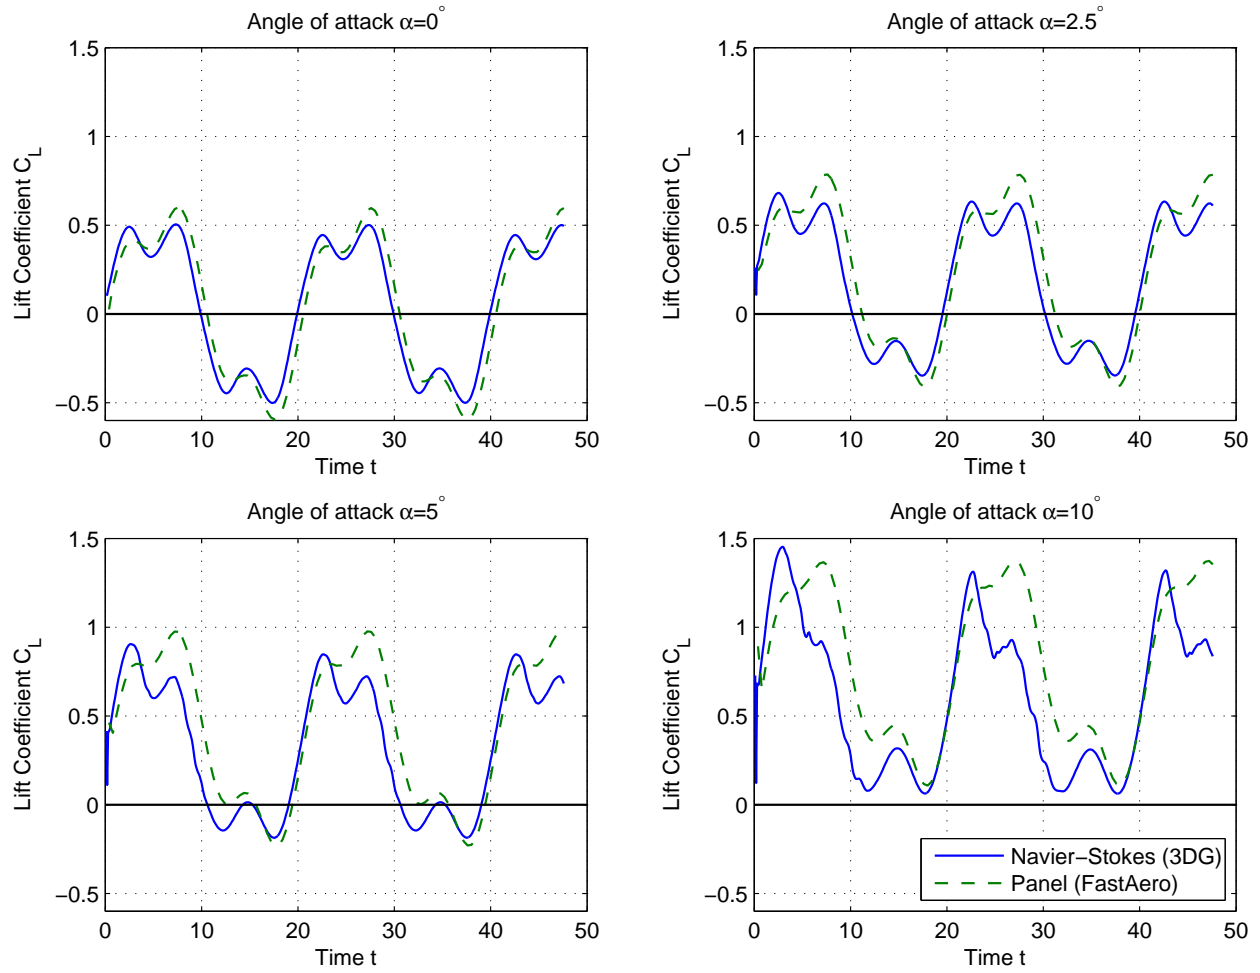 Angle of attack α=0°
Angle of attack α=2.5°
1.5
1
0.5
0
−0.5
Lift Coefficient C_L
0 10 20 30 40 50
Time t
1.5
1
0.5
0
−0.5
Lift Coefficient C_L
0 10 20 30 40 50
Time t
Angle of attack α=5°
Angle of attack α=10°
1.5
1
0.5
0
−0.5
Lift Coefficient C_L
0 10 20 30 40 50
Time t
1.5
1
0.5
0
−0.5
Lift Coefficient C_L
Navier−Stokes (3DG)
Panel (FastAero)
0 10 20 30 40 50
Time t